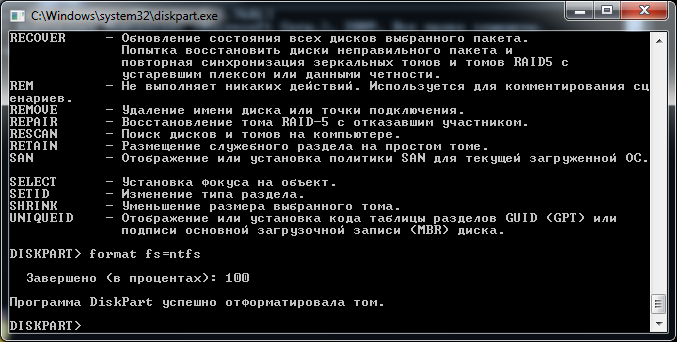 C:\Windows\system32\diskpart.exe
RECOVER - Обновление состояния всех дисков выбранного пакета.
Попытка восстановить диски неправильного пакета и
повторная синхронизация зеркальных томов и томов RAID5 с
устаревшим плексом или данными четности.
REM - Не выполняет никаких действий. Используется для комментирования сц
енариев.
REMOVE - Удаление имени диска или точки подключения.
REPAIR - Восстановление тома RAID-5 с отказавшим участником.
RESCAN - Поиск дисков и томов на компьютере.
RETAIN - Размещение служебного раздела на простом томе.
SAN - Отображение или установка политики SAN для текущей загруженной ОС.
SELECT - Установка фокуса на объект.
SETID - Изменение типа раздела.
SHRINK - Уменьшение размера выбранного тома.
UNIQUEID - Отображение или установка кода таблицы разделов GUID (GPT) или
подписи основной загрузочной записи (MBR) диска.
DISKPART> format fs=ntfs
Завершено (в процентах): 100
Программа DiskPart успешно отформатировала том.
DISKPART>